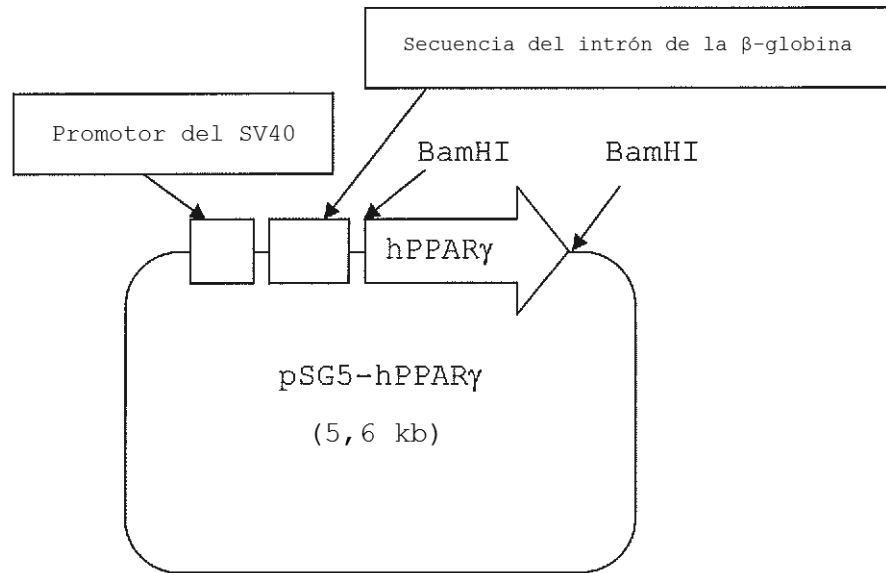 Secuencia del intrón de la β-globina
Promotor del SV40
BamHI
BamHI
hPPARγ
pSG5-hPPARγ
(5,6 kb)